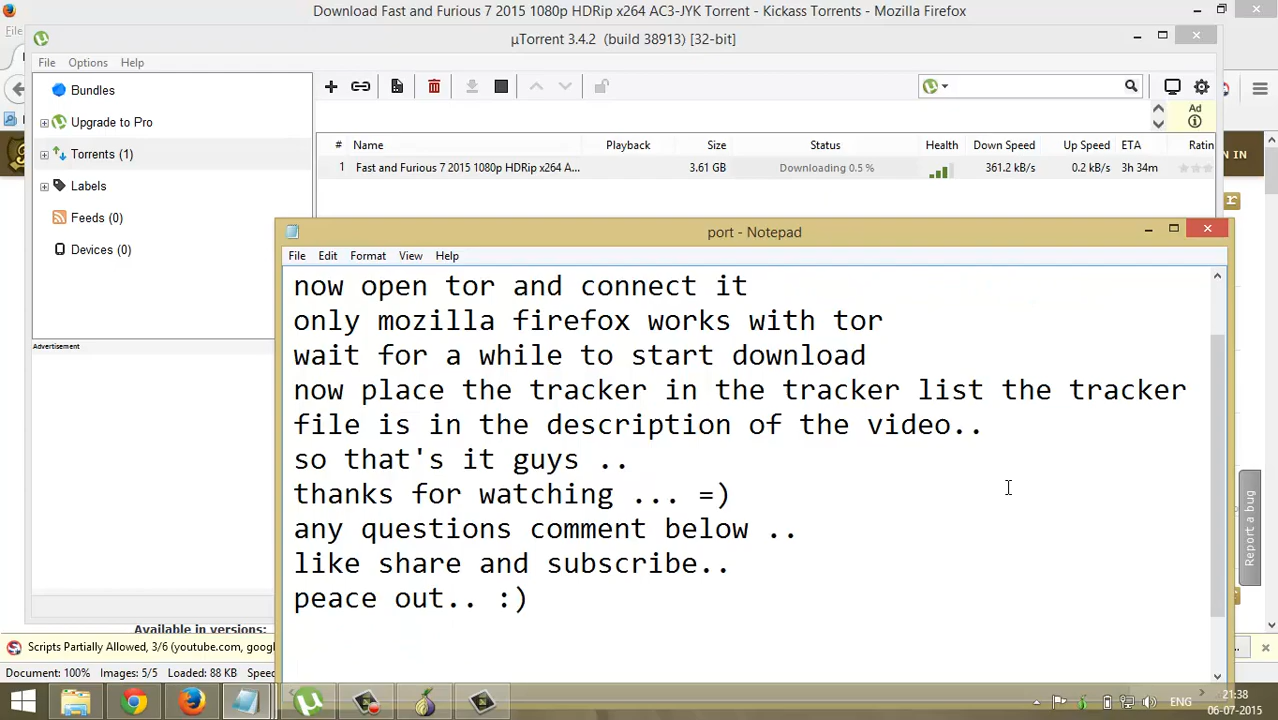 Download Fast and Furious 7 2015 1080p HDRip x264 AC3-JYK Torrent - Kickass Torrents - Mozilla Firefox
µTorrent 3.4.2 (build 38913) [32-bit]
File Options Help
Bundles
Upgrade to Pro
Torrents (1)
Labels
Feeds (0)
Devices (0)
Advertisement
Ad
# Name Playback Size Status Health Down Speed Up Speed ETA Ratin
1 Fast and Furious 7 2015 1080p HDRip x264 A... 3.61 GB Downloading 0.5 % 361.2 kB/s 0.2 kB/s 3h 34m
IN
port - Notepad
File Edit Format View Help
now open tor and connect it
only mozilla firefox works with tor
wait for a while to start download
now place the tracker in the tracker list the tracker
file is in the description of the video..
so that's it guys ..
thanks for watching ... =)
any questions comment below ..
like share and subscribe..
peace out.. :)
Report a bug
Available in versions:
Scripts Partially Allowed, 3/6 (youtube.com, goog
Document: 100% Images: 5/5 Loaded: 88 KB Speed
ENG
21:38
06-07-2015